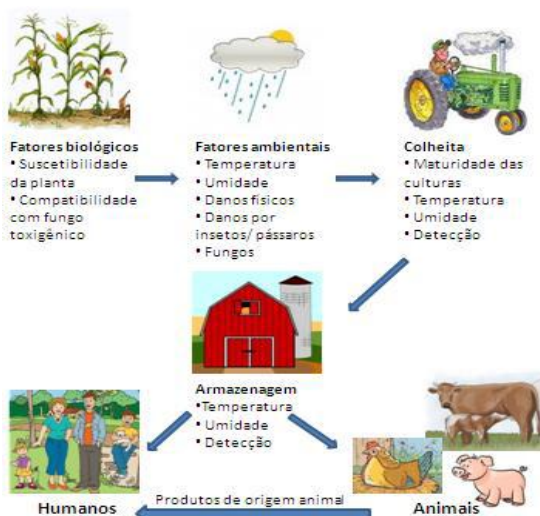 Fatores biológicos
• Suscetibilidade
da planta
• Compatibilidade
com fungo
toxigênico
Fatores ambientais
• Temperatura
• Umidade
• Danos físicos
• Danos por
insetos/ pássaros
• Fungos
Colheita
• Maturidade das
culturas
• Temperatura
• Umidade
• Detecção
Armazenagem
•Temperatura
• Umidade
• Detecção
Humanos
Produtos de origem animal
Animais